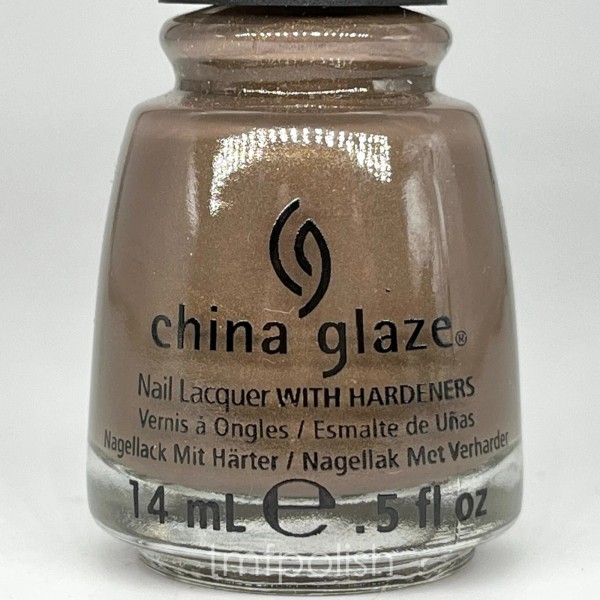 china glaze®
Nail Lacquer WITH HARDENERS
Vernis à Ongles / Esmalte de Uñas
Nagellack Mit Härter / Nagellak Met Verharder
14 mL e .5 fl oz
lmfpolish